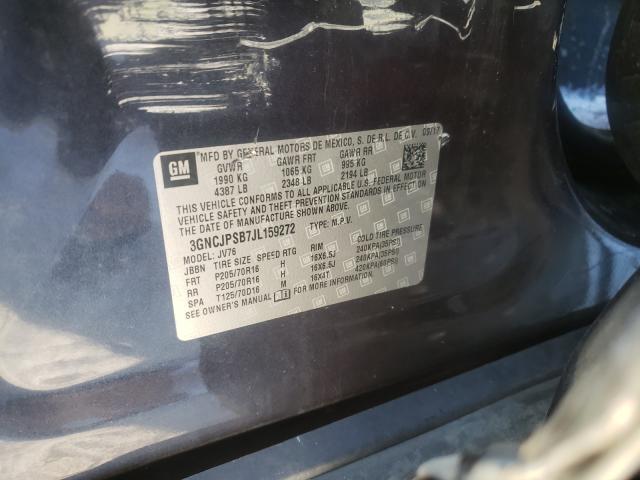 GM
MFD BY GENERAL MOTORS DE MEXICO, S. DE R.L. DE C.V. 09/17
GVWR GAWR FRT GAWR RR
1990 KG 1065 KG 995 KG
4387 LB 2348 LB 2194 LB
THIS VEHICLE CONFORMS TO ALL APPLICABLE U.S. FEDERAL MOTOR
VEHICLE SAFETY AND THEFT PREVENTION STANDARDS IN EFFECT
ON THE DATE OF MANUFACTURE SHOWN ABOVE.
3GNCJPSB7JL159272 TYPE: M.P.V.
MODEL: JV76
JBBN TIRE SIZE SPEED RTG RIM COLD TIRE PRESSURE
FRT P205/70R16 H 16X6.5J 240KPA(35PSI)
RR P205/70R16 H 16X6.5J 240KPA(35PSI)
SPA T125/70D16 M 16X4T 420KPA(60PSI)
SEE OWNER'S MANUAL